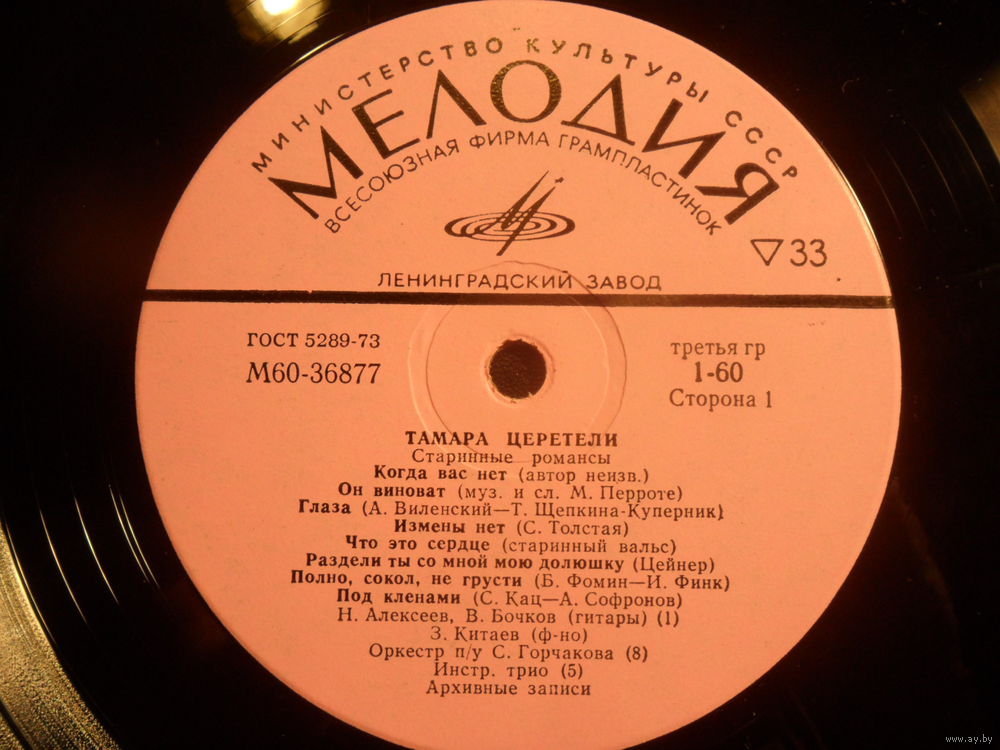 МИНИСТЕРСТВО КУЛЬТУРЫ СССР
МЕЛОДИЯ
ВСЕСОЮЗНАЯ ФИРМА ГРАМПЛАСТИНОК
▽33
ЛЕНИНГРАДСКИЙ ЗАВОД
ГОСТ 5289-73
М60-36877
третья гр
1-60
Сторона 1
ТАМАРА ЦЕРЕТЕЛИ
Старинные романсы
Когда вас нет (автор неизв.)
Он виноват (муз. и сл. М. Перроте)
Глаза (А. Виленский—Т. Щепкина-Куперник)
Измены нет (С. Толстая)
Что это сердце (старинный вальс)
Раздели ты со мной мою долюшку (Цейнер)
Полно, сокол, не грусти (Б. Фомин—И. Финк)
Под кленами (С. Кац—А. Софронов)
Н. Алексеев, В. Бочков (гитары) (1)
З. Китаев (ф-но)
Оркестр п/у С. Горчакова (8)
Инстр. трио (5)
Архивные записи
www.ay.by